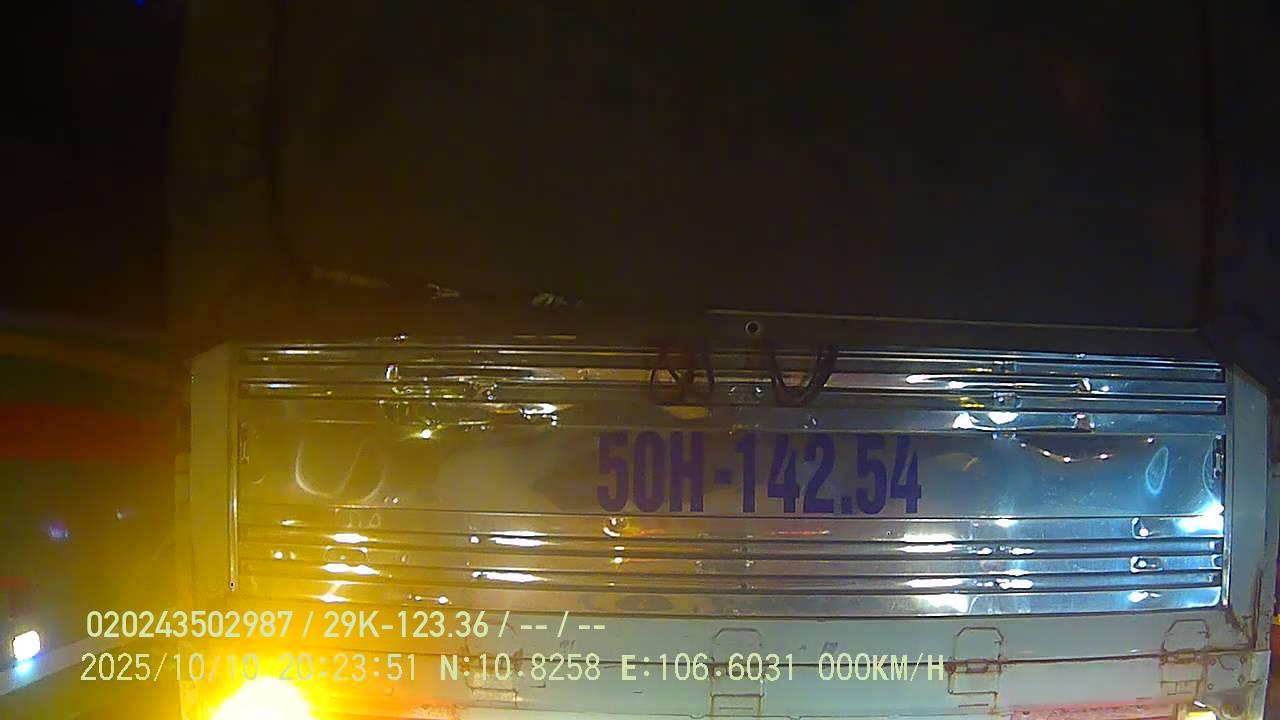 50H-142.54
020243502987 / 29K-123.36 / -- / --
2025/10/10 20:23:51 N:10.8258 E:106.6031 000KM/H